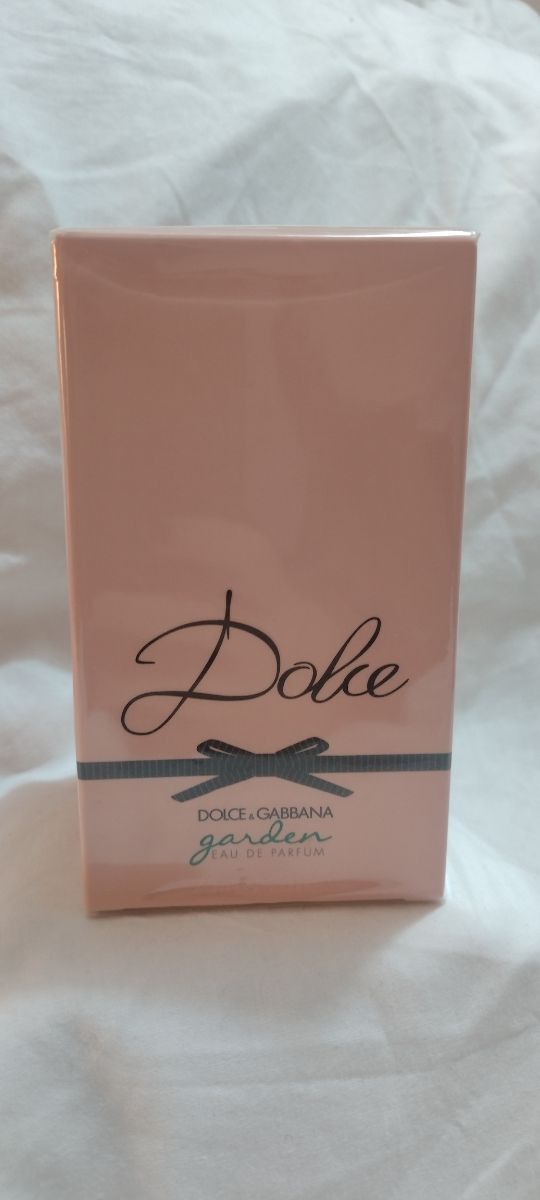 Dolce
DOLCE & GABBANA
garden
EAU DE PARFUM